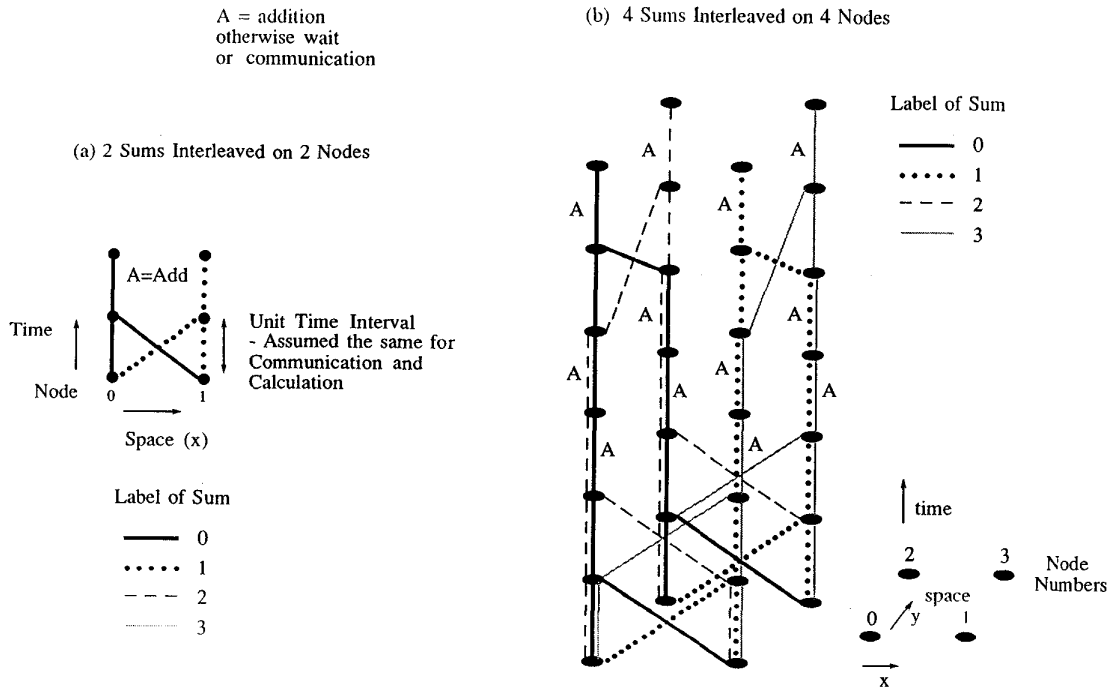 A = addition
otherwise wait
or communication
(a) 2 Sums Interleaved on 2 Nodes
A=Add
Time
Node
0
1
Space (x)
Unit Time Interval
- Assumed the same for
Communication and
Calculation
Label of Sum
0
1
2
3
(b) 4 Sums Interleaved on 4 Nodes
A
A
A
A
A
A
A
A
A
A
A
A
Label of Sum
0
1
2
3
time
2
3
Node
Numbers
space
0
y
1
x